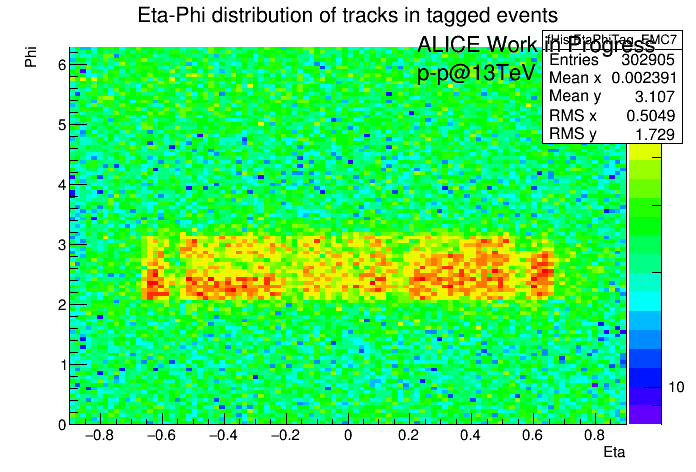 Eta-Phi distribution of tracks in tagged events
ALICE Work in Progress
p-p@13TeV
fHistEtaPhiTag_EMC7
Entries 302905
Mean x 0.002391
Mean y 3.107
RMS x 0.5049
RMS y 1.729
Phi
6
5
4
3
2
1
0
10
−0.8 −0.6 −0.4 −0.2 0 0.2 0.4 0.6 0.8
Eta